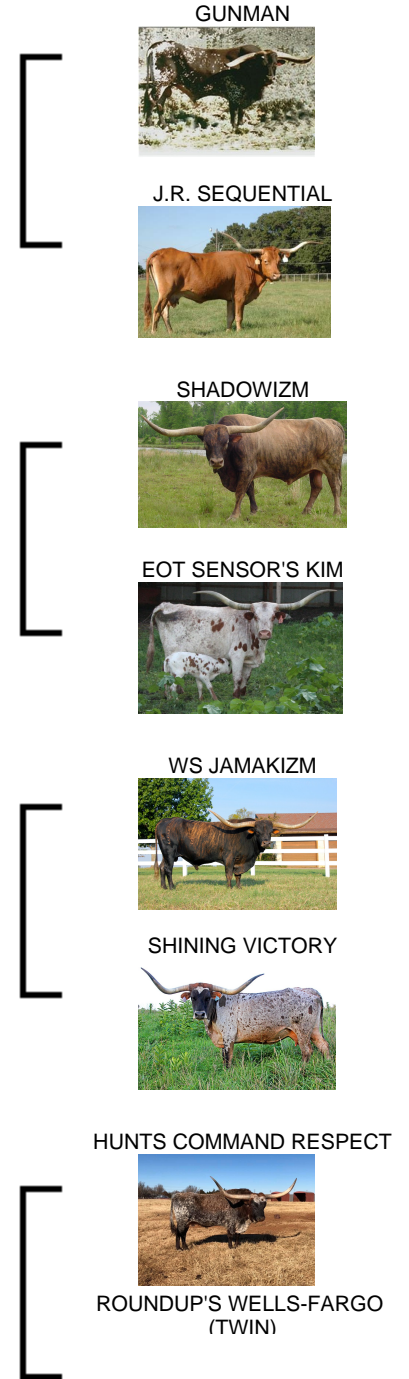 GUNMAN
J.R. SEQUENTIAL
SHADOWIZM
EOT SENSOR'S KIM
WS JAMAKIZM
SHINING VICTORY
HUNTS COMMAND RESPECT
ROUNDUP'S WELLS-FARGO
(TWIN)